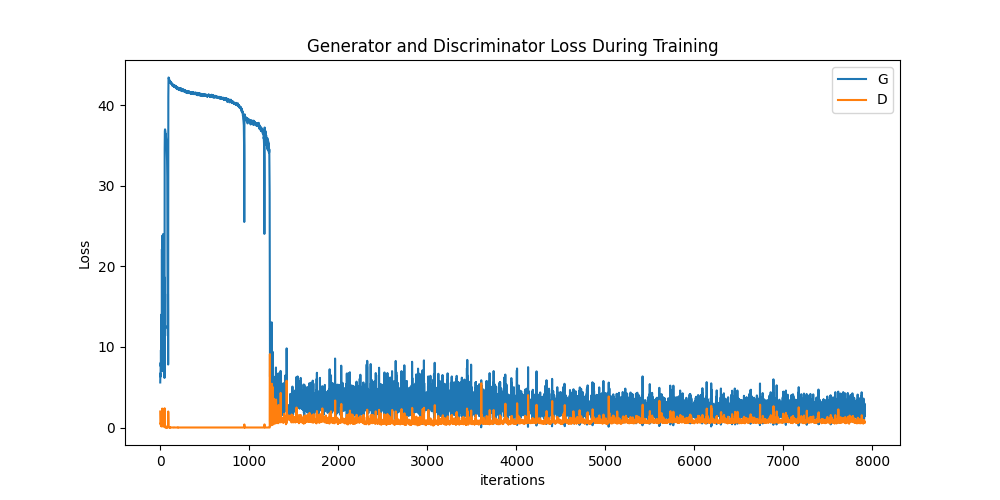 Generator and Discriminator Loss During Training
G
D
Loss
40
30
20
10
0
0 1000 2000 3000 4000 5000 6000 7000 8000
iterations